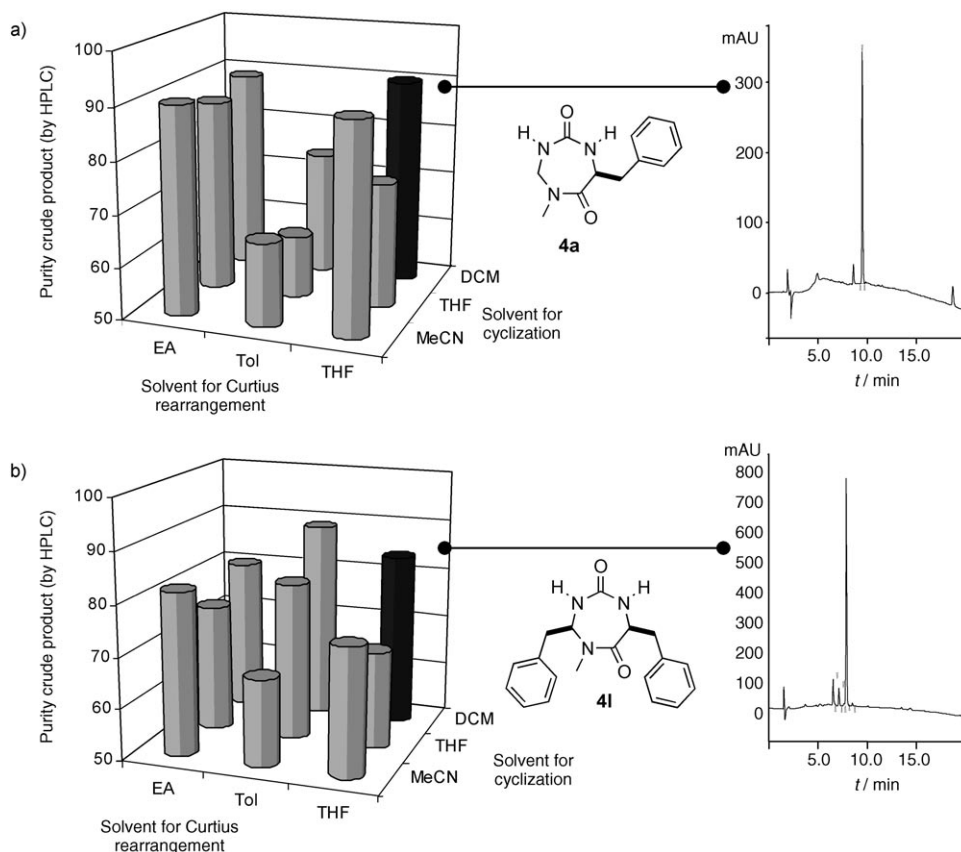 a)
Purity crude product (by HPLC)
100
90
80
70
60
50
EA
Tol
THF
Solvent for Curtius
rearrangement
MeCN
THF
DCM
Solvent for
cyclization
O
H
N
N
H
N
O
4a
mAU
300
200
100
0
5.0 10.0 15.0
t / min
b)
Purity crude product (by HPLC)
100
90
80
70
60
50
EA
Tol
THF
Solvent for Curtius
rearrangement
MeCN
THF
DCM
Solvent for
cyclization
O
H
N
N
H
N
O
4l
mAU
800
700
600
500
400
300
200
100
0
5.0 10.0 15.0
t / min